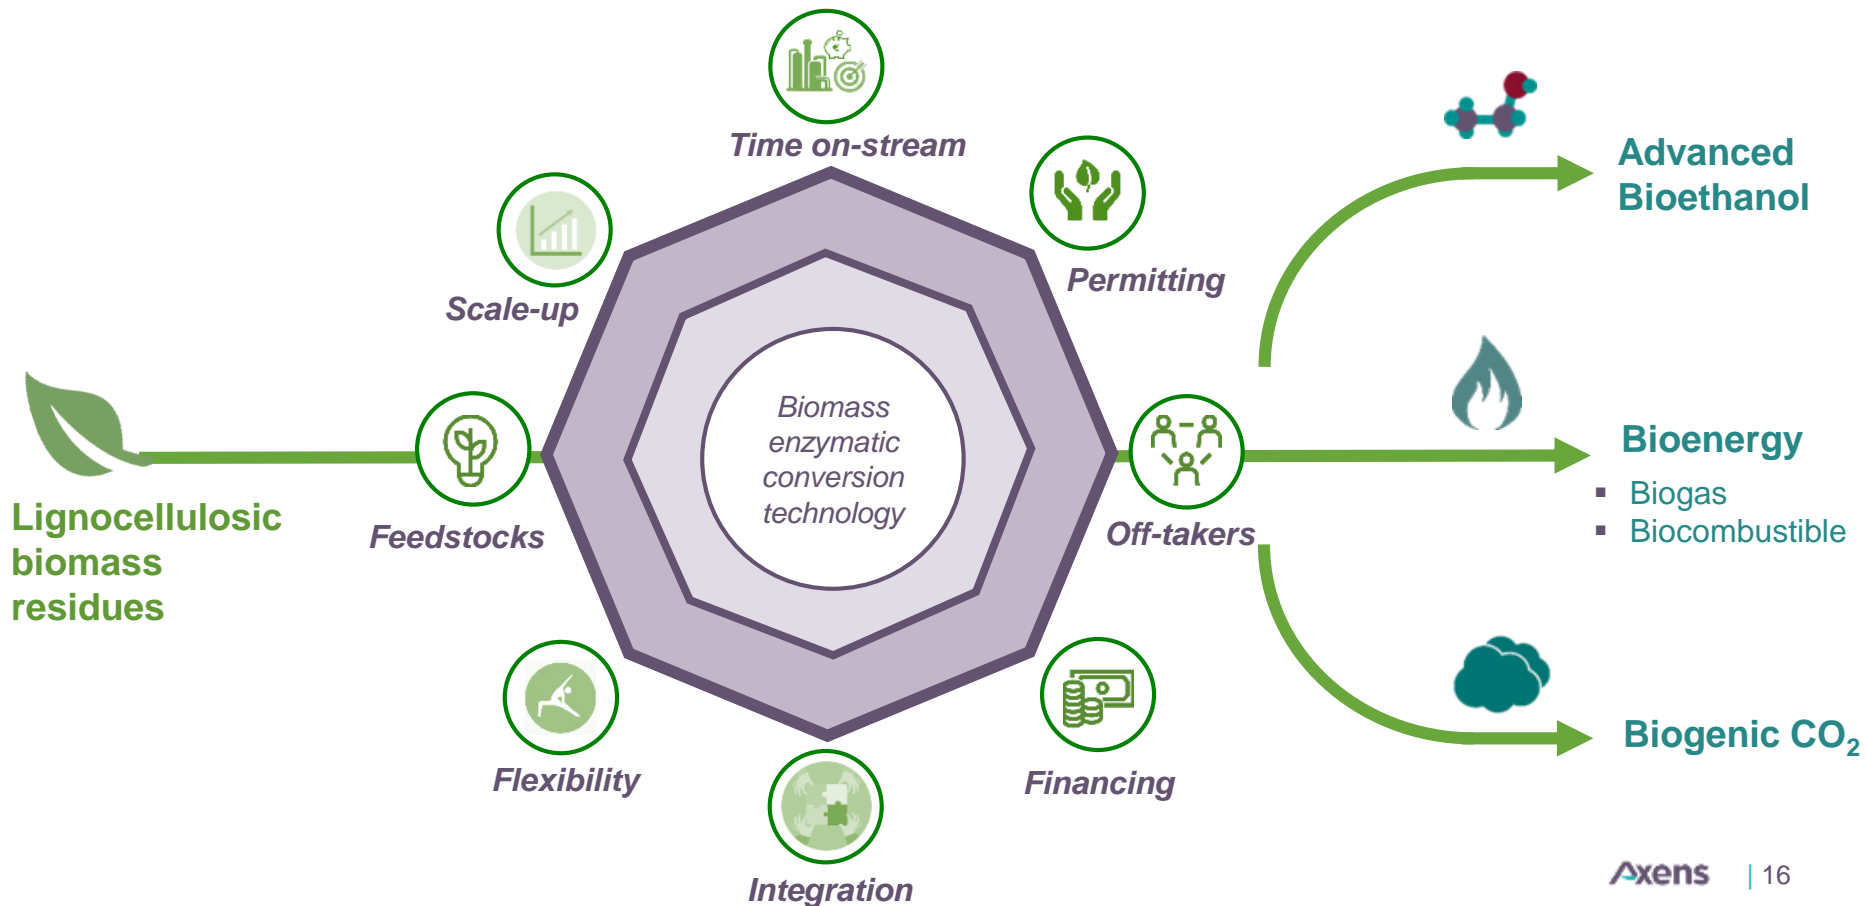 Time on-stream
Permitting
Scale-up
Advanced
Bioethanol
Biomass
enzymatic
conversion
technology
Lignocellulosic
biomass
residues
Feedstocks
Off-takers
Bioenergy
▪ Biogas
▪ Biocombustible
Flexibility
Financing
Integration
Biogenic CO₂
Axens | 16